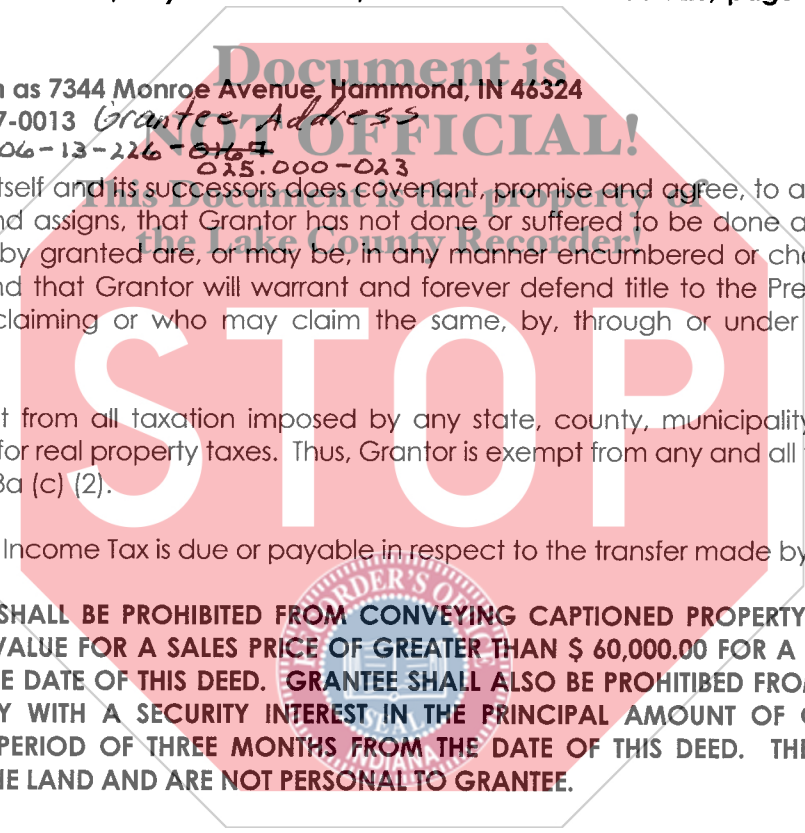 Document is
n as 7344 Monroe Avenue, Hammond, IN 46324
7-0013 Grantee Address
NOT OFFICIAL!
06-13-226-0167
025.000-023
tself and its successors does covenant, promise and agree, to a
This Document is the property of
nd assigns, that Grantor has not done or suffered to be done a
the Lake County Recorder!
by granted are, or may be, in any manner encumbered or cha
nd that Grantor will warrant and forever defend title to the Pre
claiming or who may claim the same, by, through or under
STOP
t from all taxation imposed by any state, county, municipality
for real property taxes. Thus, Grantor is exempt from any and all
3a (c) (2).
Income Tax is due or payable in respect to the transfer made by
RECORDER'S OFFICE
SHALL BE PROHIBITED FROM CONVEYING CAPTIONED PROPERTY
VALUE FOR A SALES PRICE OF GREATER THAN $ 60,000.00 FOR A
E DATE OF THIS DEED. GRANTEE SHALL ALSO BE PROHITIBED FROM
Y WITH A SECURITY INTEREST IN THE PRINCIPAL AMOUNT OF
SEAL
PERIOD OF THREE MONTHS FROM THE DATE OF THIS DEED. THE
INDIANA
HE LAND AND ARE NOT PERSONAL TO GRANTEE.